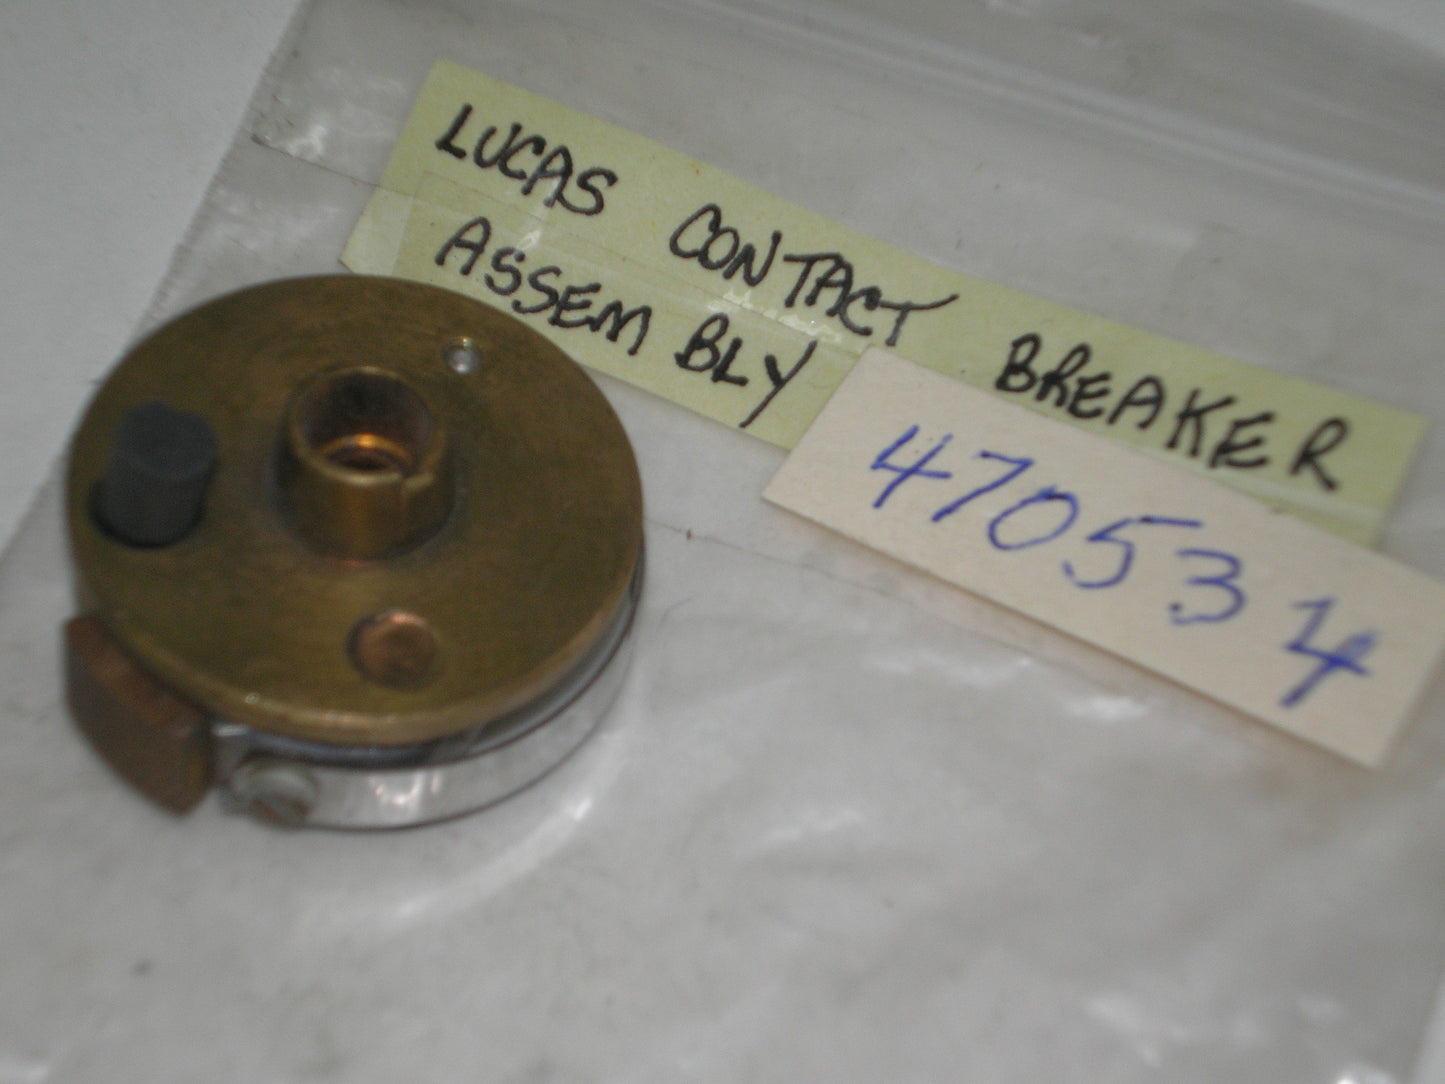 LUCAS CONTACT BREAKER
ASSEMBLY
470534